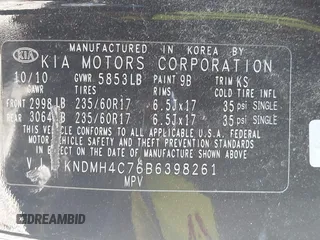 MANUFACTURED IN KOREA BY
KIA KIA MOTORS CORPORATION
10/10 GVWR 5853LB PAINT 9B TRIM KS
GAWR TIRES RIMS COLD TIRE INFL
FRONT 2998LB 235/60R17 6.5Jx17 35 psi SINGLE
REAR 3064LB 235/60R17 6.5Jx17 35 psi SINGLE
THIS VEHICLE CONFORMS TO ALL APPLICABLE U.S.A. FEDERAL
MOTOR VEHICLE SAFETY, BUMPER, AND THEFT PREVENTION
STANDARDS IN EFFECT ON THE DATE OF MANUFACTURE SHOWN ABOVE.
KNDMH4C76B6398261
MPV
DREAMBID